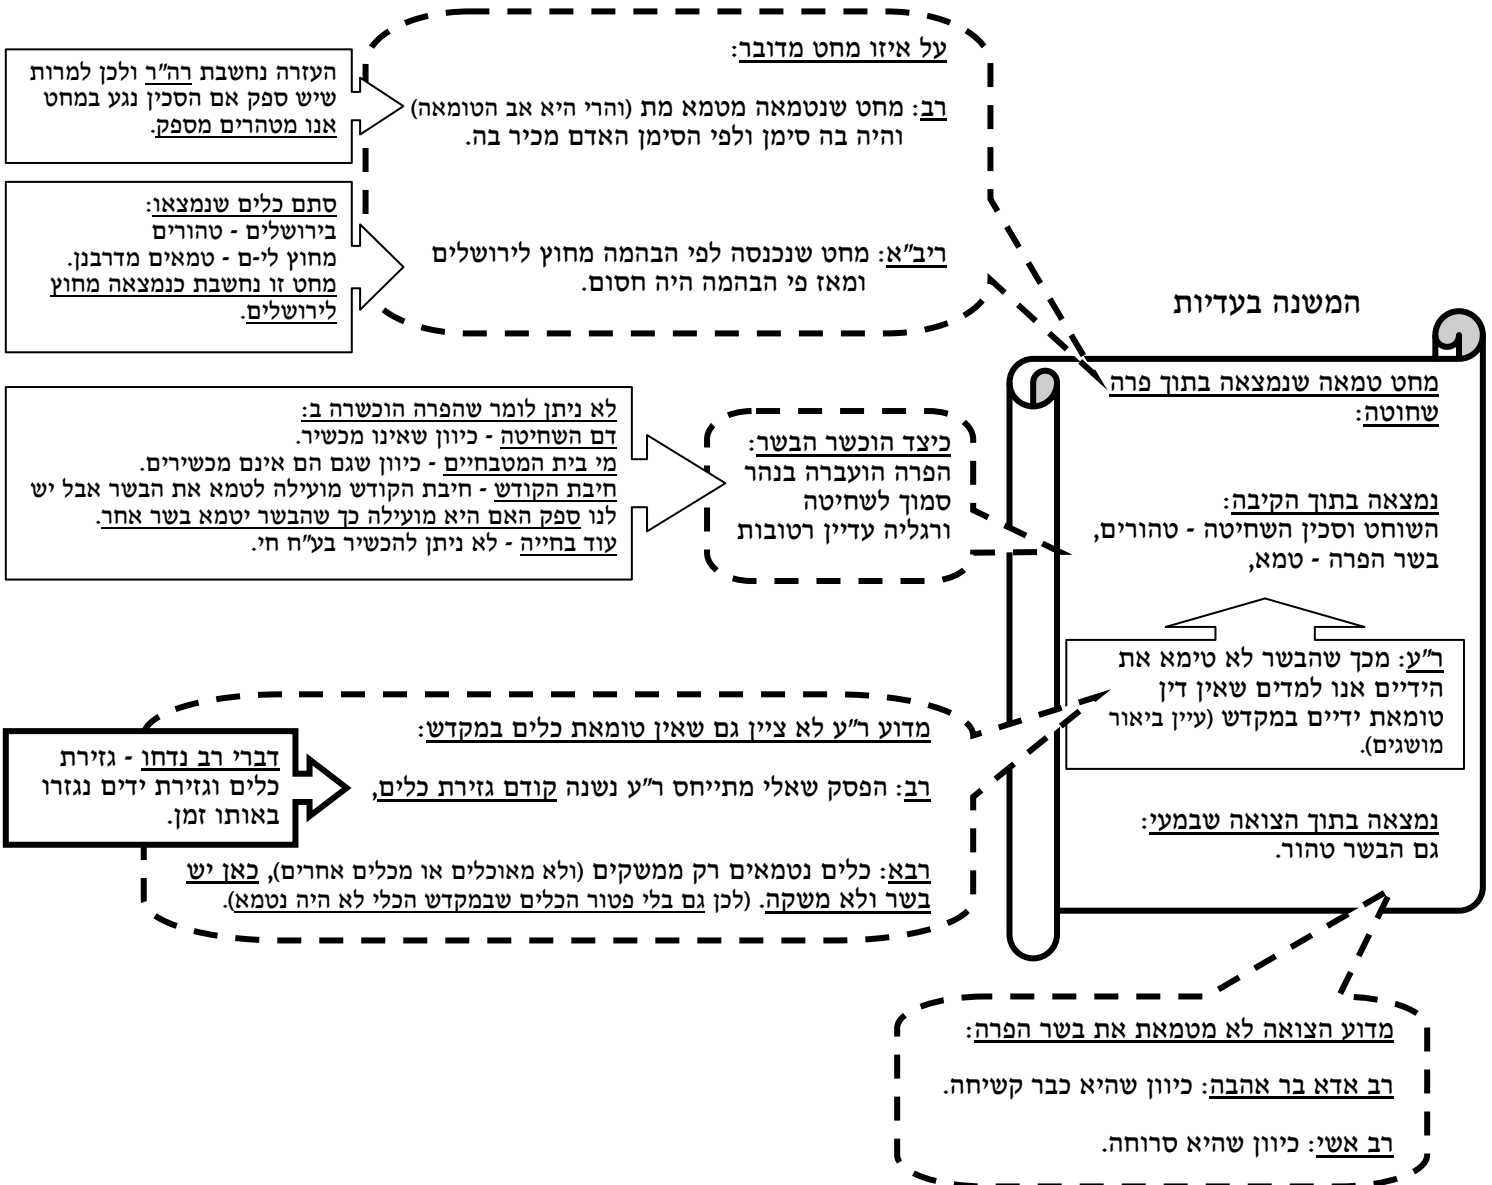 על איזו מחט מדובר:
רב: מחט שנטמאה מטמא מת (והרי היא אב הטומאה)
והיה בה סימן ולפי הסימן האדם מכיר בה.
ריב"א: מחט שנכנסה לפי הבהמה מחוץ לירושלים
ומאז פי הבהמה היה חסום.
העזרה נחשבת רה"ר ולכן למרות
שיש ספק אם הסכין נגע במחט
אנו מטהרים מספק.
סתם כלים שנמצאו:
בירושלים - טהורים
מחוץ לי-ם - טמאים מדרבנן.
מחט זו נחשבת כנמצאה מחוץ
לירושלים.
המשנה בעדיות
מחט טמאה שנמצאה בתוך פרה
שחוטה:
נמצאה בתוך הקיבה:
השוחט וסכין השחיטה - טהורים,
בשר הפרה - טמא,
ר"ע: מכך שהבשר לא טימא את
הידיים אנו למדים שאין דין
טומאת ידיים במקדש (עיין ביאור
מושגים).
נמצאה בתוך הצואה שבמעי:
גם הבשר טהור.
כיצד הוכשר הבשר:
הפרה הועברה בנהר
סמוך לשחיטה
ורגליה עדיין רטובות
לא ניתן לומר שהפרה הוכשרה ב:
דם השחיטה - כיוון שאינו מכשיר.
מי בית המטבחיים - כיוון שגם הם אינם מכשירים.
חיבת הקודש - חיבת הקודש מועילה לטמא את הבשר אבל יש
לנו ספק האם היא מועילה כך שהבשר יטמא בשר אחר.
עוד בחייה - לא ניתן להכשיר בע"ח חי.
מדוע ר"ע לא ציין גם שאין טומאת כלים במקדש:
רב: הפסק שאלי מתייחס ר"ע נשנה קודם גזירת כלים,
רבא: כלים נטמאים רק ממשקים (ולא מאוכלים או מכלים אחרים), כאן יש
בשר ולא משקה. (לכן גם בלי פטור הכלים שבמקדש הכלי לא היה נטמא).
דברי רב נדחו - גזירת
כלים וגזירת ידים נגזרו
באותו זמן.
מדוע הצואה לא מטמאת את בשר הפרה:
רב אדא בר אהבה: כיוון שהיא כבר קשיחה.
רב אשי: כיוון שהיא סרוחה.